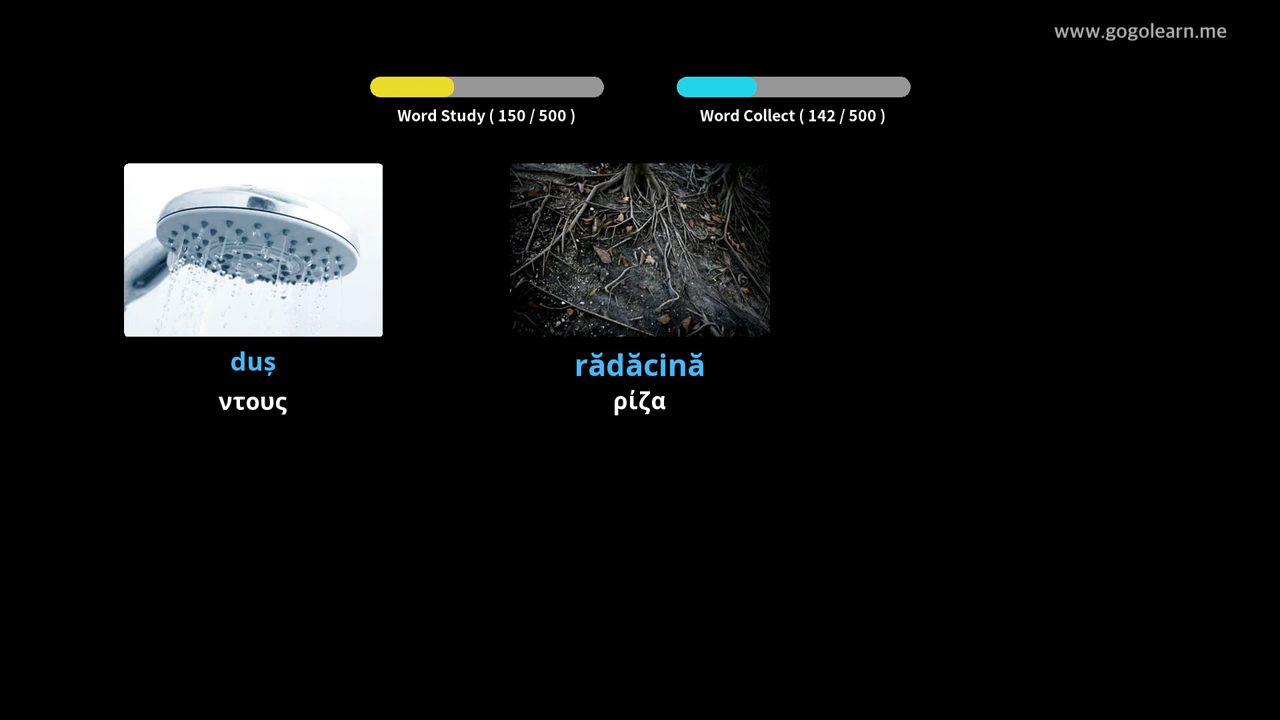 www.gogolearn.me
Word Study ( 150 / 500 )
Word Collect ( 142 / 500 )
duș
ντους
rădăcină
ρίζα